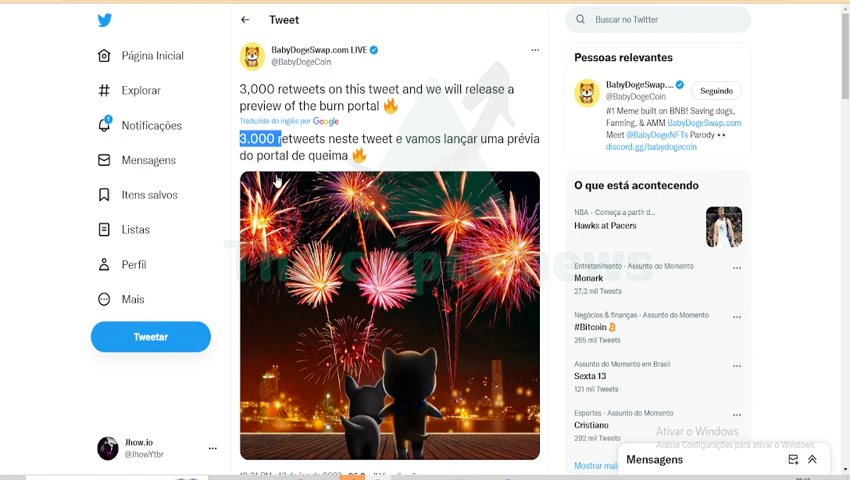 Tweet
Buscar no Twitter
Página Inicial
Explorar
Notificações
Mensagens
Itens salvos
Listas
Perfil
Mais
Tweetar
Jhow.io
@JhowYtbr
BabyDogeSwap.com LIVE
@BabyDogeCoin
3,000 retweets on this tweet and we will release a
preview of the burn portal 🔥
Traduzido do inglês por Google
3.000 retweets neste tweet e vamos lançar uma prévia
do portal de queima 🔥
Pessoas relevantes
BabyDogeSwap....
@BabyDogeCoin
Seguindo
#1 Meme built on BNB! Saving dogs,
Farming, & AMM BabyDogeSwap.com
Meet @BabyDogeNFTs Parody 👀
discord.gg/babydogecoin
O que está acontecendo
NBA · Começa a partir d...
Hawks at Pacers
Entretenimento · Assunto do Momento
Monark
27,3 mil Tweets
Negócios & finanças · Assunto do Momento
#Bitcoin
265 mil Tweets
Assunto do Momento em Brasil
Sexta 13
121 mil Tweets
Esportes · Assunto do Momento
Cristiano
292 mil Tweets
Mostrar mais
Ativar o Windows
Acesse Configurações para ativar o Windows.
Mensagens